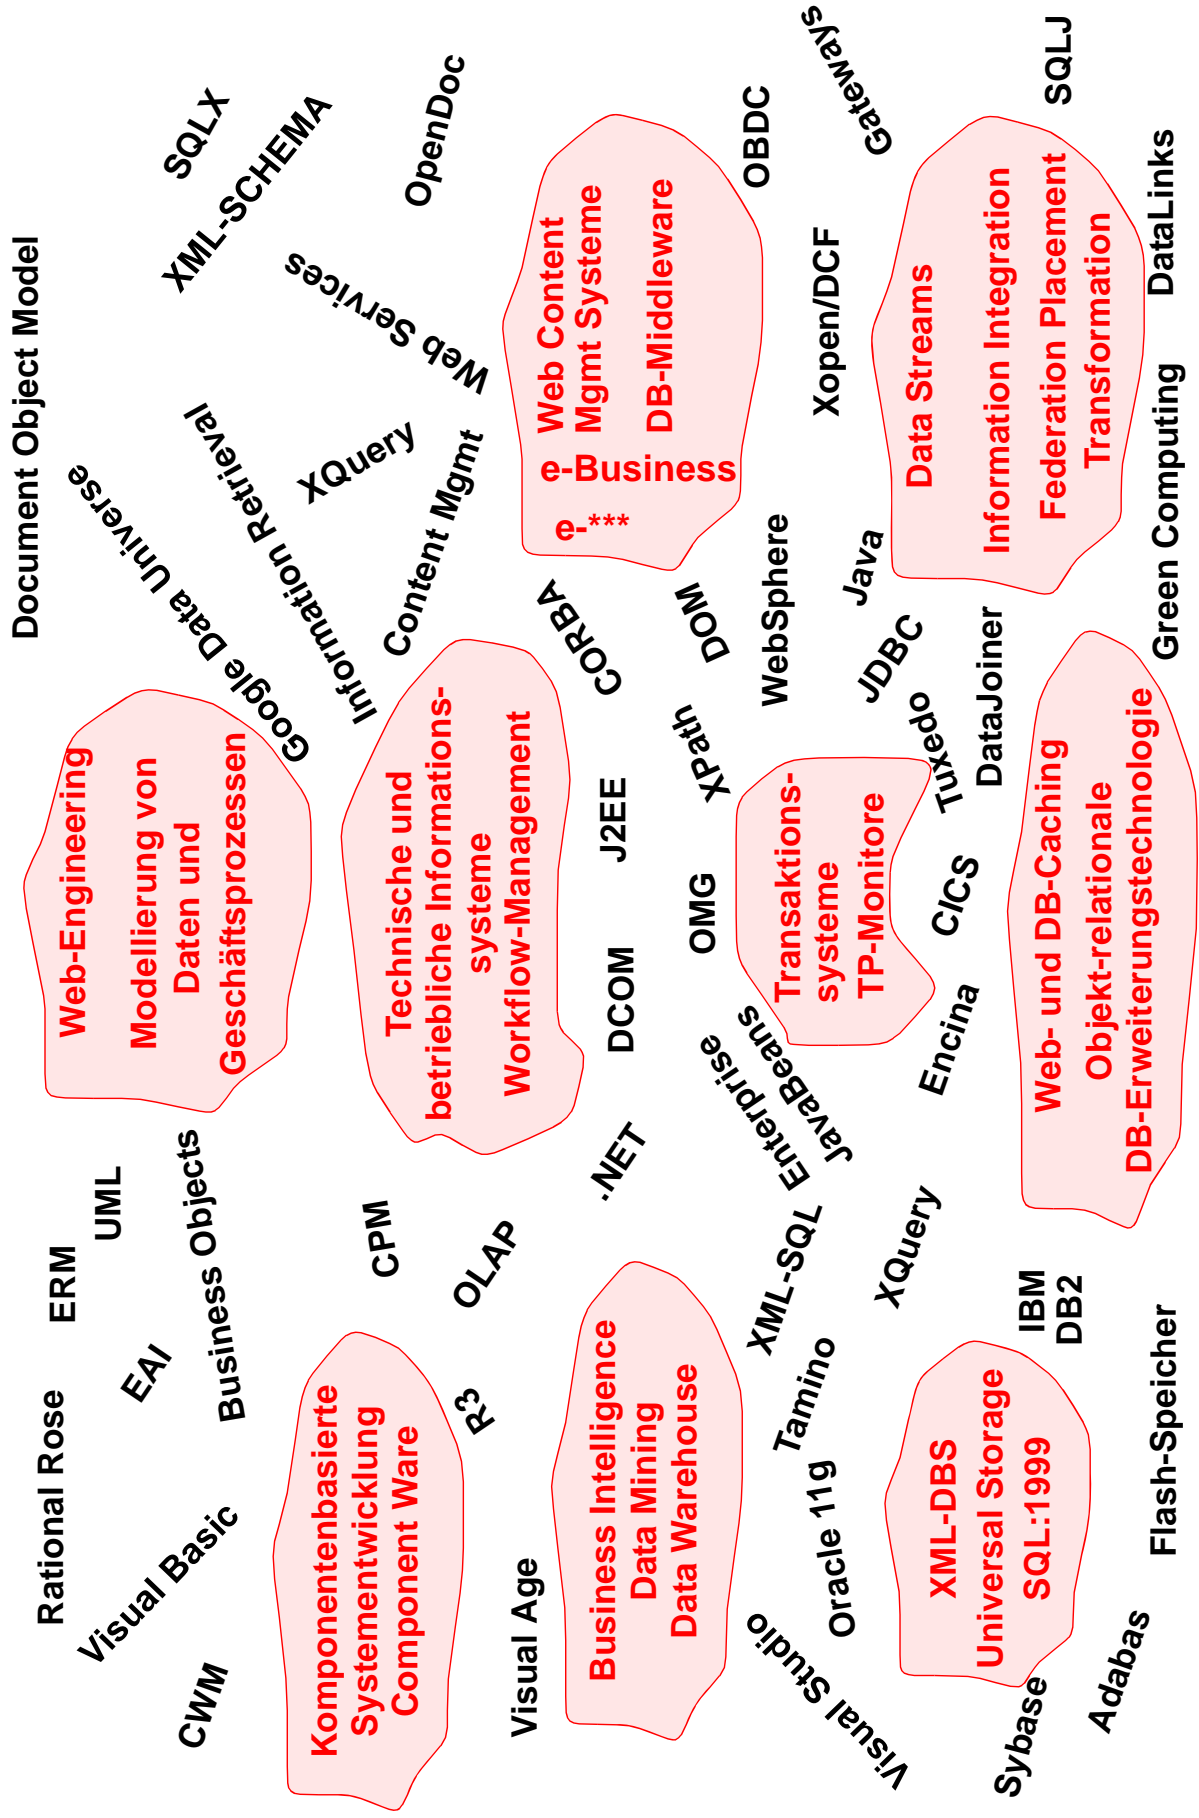 Rational Rose
ERM
UML
Document Object Model
EAI
Web-Engineering
Modellierung von
Daten und
Geschäftsprozessen
Google Data Universe
SQLX
XML-SCHEMA
Visual Basic
CWM
Business Objects
Information Retrieval
XQuery
Web Services
OpenDoc
Komponentenbasierte
Systementwicklung
Component Ware
CPM
Technische und
betriebliche Informations-
systeme
Workflow-Management
Content Mgmt
R3
OLAP
Visual Age
Web Content
Mgmt Systeme
DB-Middleware
e-Business
e-***
CORBA
Business Intelligence
Data Mining
Data Warehouse
.NET
DCOM
J2EE
OMG
XPath
DOM
OBDC
Visual Studio
Oracle 11g
Tamino
XML-SQL
Enterprise
JavaBeans
Transaktions-
systeme
TP-Monitore
WebSphere
Xopen/DCF
Gateways
JDBC
Java
XQuery
Encina
CICS
Tuxedo
DataJoiner
Data Streams
Information Integration
Federation Placement
Transformation
SQLJ
DataLinks
XML-DBS
Universal Storage
SQL:1999
IBM
DB2
Web- und DB-Caching
Objekt-relationale
DB-Erweiterungstechnologie
Sybase
Adabas
Flash-Speicher
Green Computing